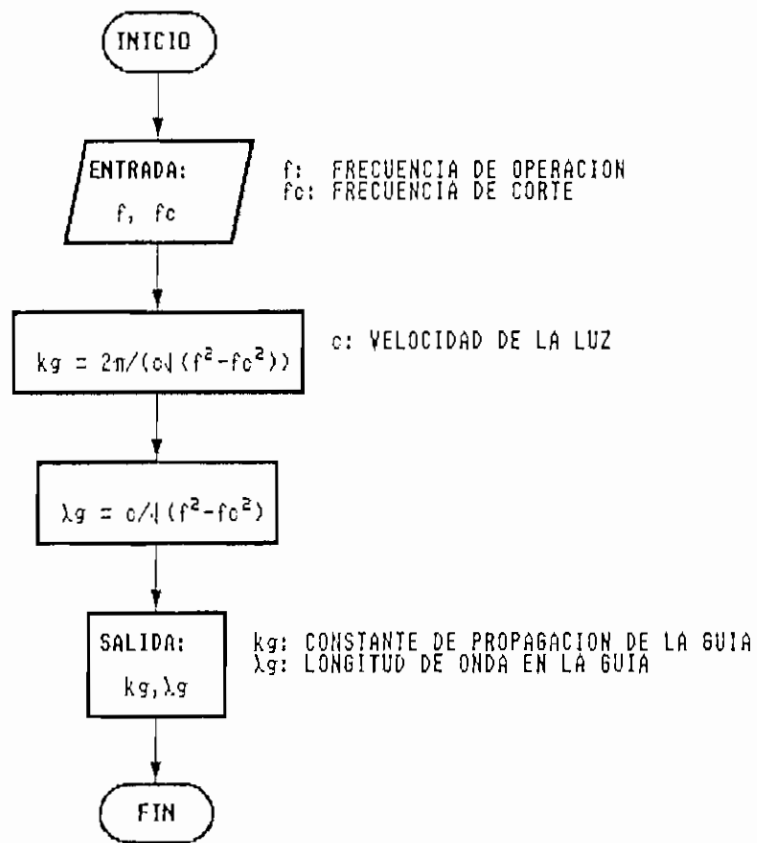 INICIO
ENTRADA:
f, fc
f: FRECUENCIA DE OPERACION
fc: FRECUENCIA DE CORTE
kg = 2π/(c√(f²-fc²))
c: VELOCIDAD DE LA LUZ
λg = c/√(f²-fc²)
SALIDA:
kg,λg
kg: CONSTANTE DE PROPAGACION DE LA GUIA
λg: LONGITUD DE ONDA EN LA GUIA
FIN